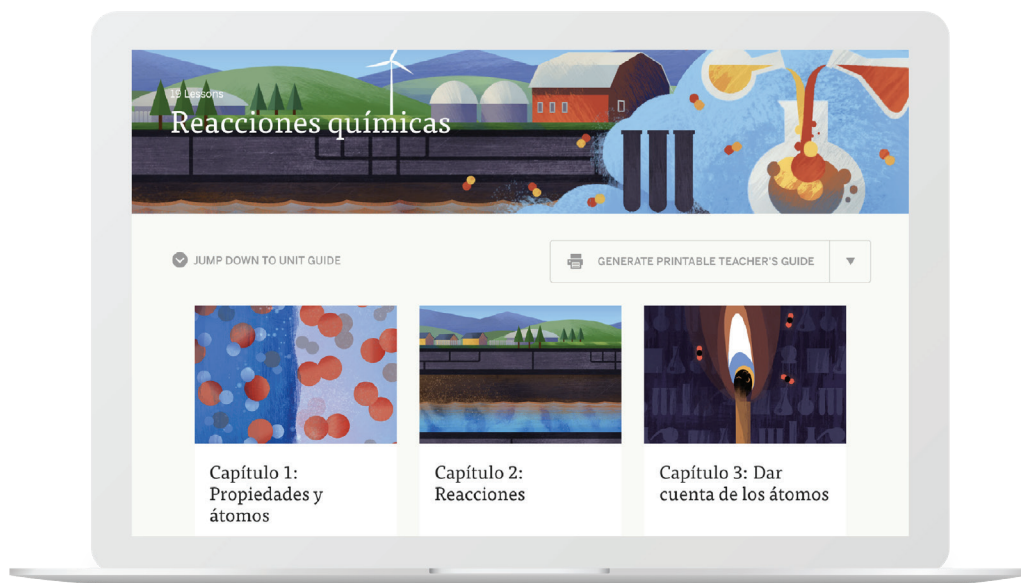 19 Lessons
Reacciones químicas
JUMP DOWN TO UNIT GUIDE
GENERATE PRINTABLE TEACHER'S GUIDE
Capítulo 1:
Propiedades y
átomos
Capítulo 2:
Reacciones
Capítulo 3: Dar
cuenta de los átomos